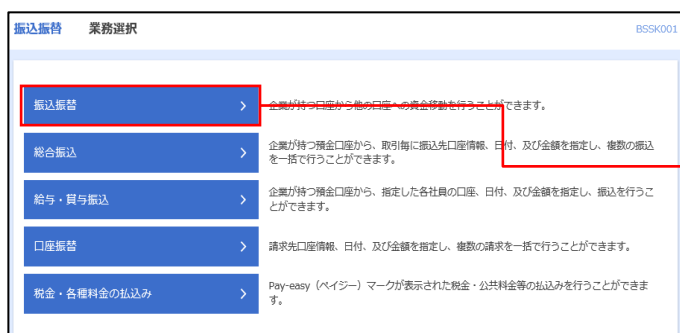 振込振替 業務選択 BSSK001
振込振替 企業が持つ口座から他の口座への資金移動を行うことができます。
総合振込 企業が持つ預金口座から、取引毎に振込先口座情報、日付、及び金額を指定し、複数の振込
を一括で行うことができます。
給与・賞与振込 企業が持つ預金口座から、指定した各社員の口座、日付、及び金額を指定し、振込を行うこ
とができます。
口座振替 請求先口座情報、日付、及び金額を指定し、複数の請求を一括で行うことができます。
税金・各種料金の払込み Pay-easy（ペイジー）マークが表示された税金・公共料金等の払込みを行うことができま
す。